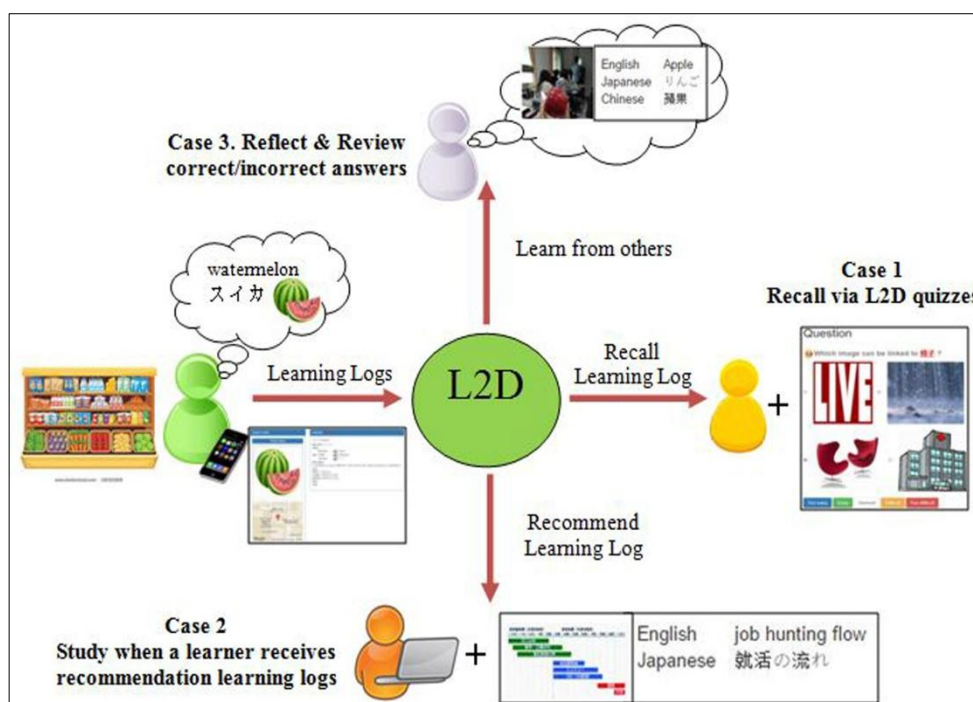 English Apple
Japanese りんご
Chinese 蘋果
Case 3. Reflect & Review
correct/incorrect answers
Learn from others
watermelon
スイカ
Case 1
Recall via L2D quizzes
Question
Which image can be linked to
?
LIVE
Learning Logs
L2D
Recall
Learning Log
+
Recommend
Learning Log
Case 2
Study when a learner receives
recommendation learning logs
+
English job hunting flow
Japanese 就活の流れ